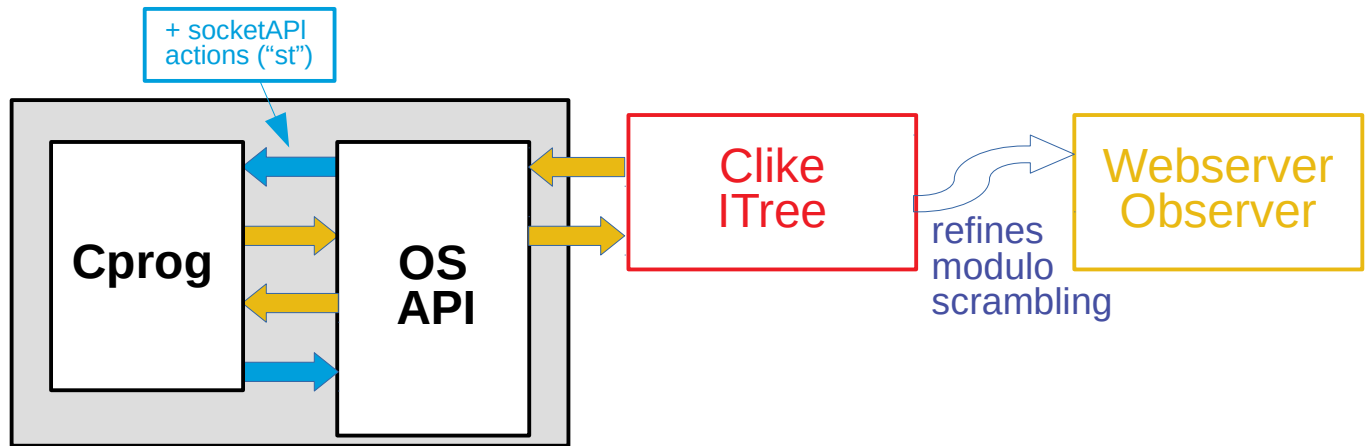 + socketAPI
actions (“st”)
Cprog
OS
API
Clike
ITree
refines
modulo
scrambling
Webserver
Observer